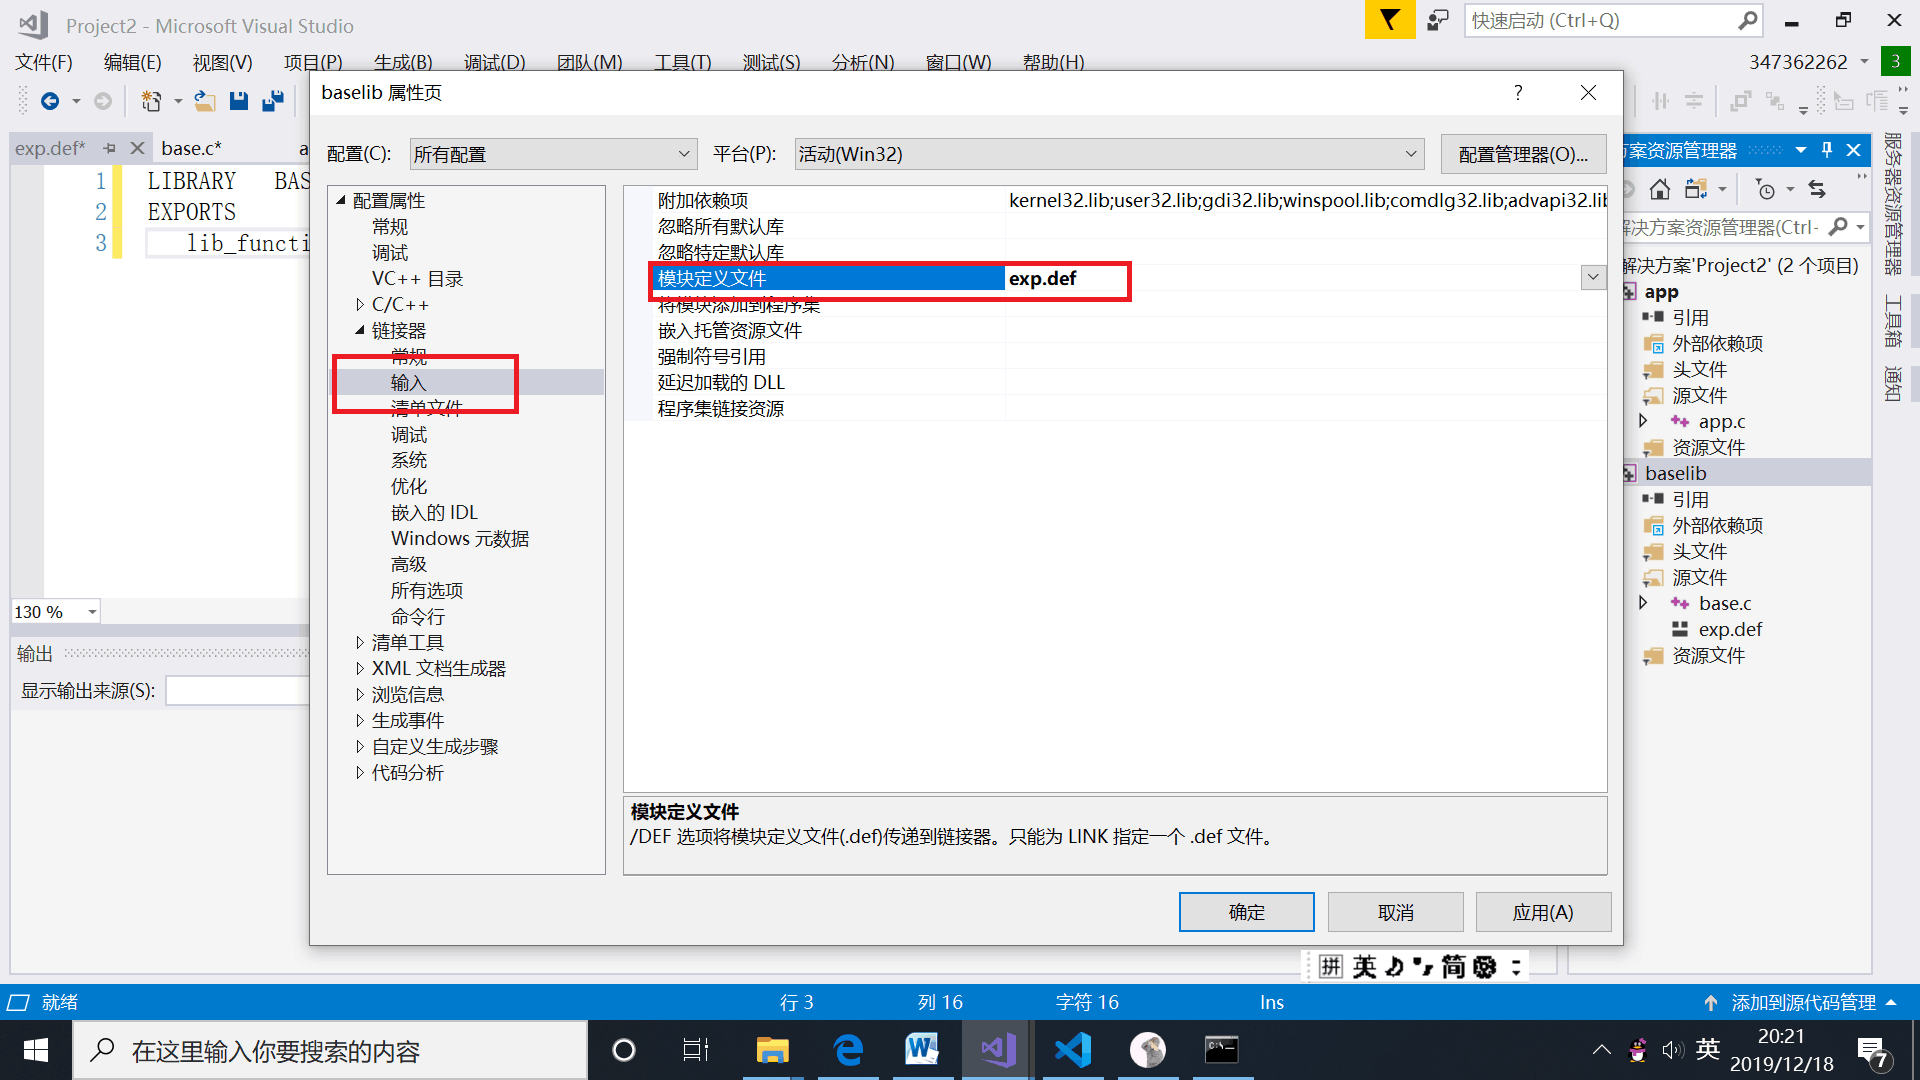 Project2 - Microsoft Visual Studio
快速启动 (Ctrl+Q)
文件(F) 编辑(E) 视图(V) 项目(P) 生成(B) 调试(D) 团队(M) 工具(T) 测试(S) 分析(N) 窗口(W) 帮助(H)
347362262
3
baselib 属性页
?
exp.def*
base.c*
a
1 LIBRARY BAS
2 EXPORTS
3 lib_functi
130 %
输出
显示输出来源(S):
配置(C):
所有配置
平台(P):
活动(Win32)
配置管理器(O)...
配置属性
常规
调试
VC++ 目录
C/C++
链接器
常规
输入
清单文件
调试
系统
优化
嵌入的 IDL
Windows 元数据
高级
所有选项
命令行
清单工具
XML 文档生成器
浏览信息
生成事件
自定义生成步骤
代码分析
附加依赖项 kernel32.lib;user32.lib;gdi32.lib;winspool.lib;comdlg32.lib;advapi32.lib
忽略所有默认库
忽略特定默认库
模块定义文件 exp.def
将模块添加到程序集
嵌入托管资源文件
强制符号引用
延迟加载的 DLL
程序集链接资源
模块定义文件
/DEF 选项将模块定义文件(.def)传递到链接器。只能为 LINK 指定一个 .def 文件。
确定
取消
应用(A)
方案资源管理器
解决方案资源管理器(Ctrl-
解决方案'Project2' (2 个项目)
app
引用
外部依赖项
头文件
源文件
app.c
资源文件
baselib
引用
外部依赖项
头文件
源文件
base.c
exp.def
资源文件
服务器资源管理器
工具箱
通知
拼 英 简
就绪
行 3
列 16
字符 16
Ins
添加到源代码管理
在这里输入你要搜索的内容
英
20:21
2019/12/18
7